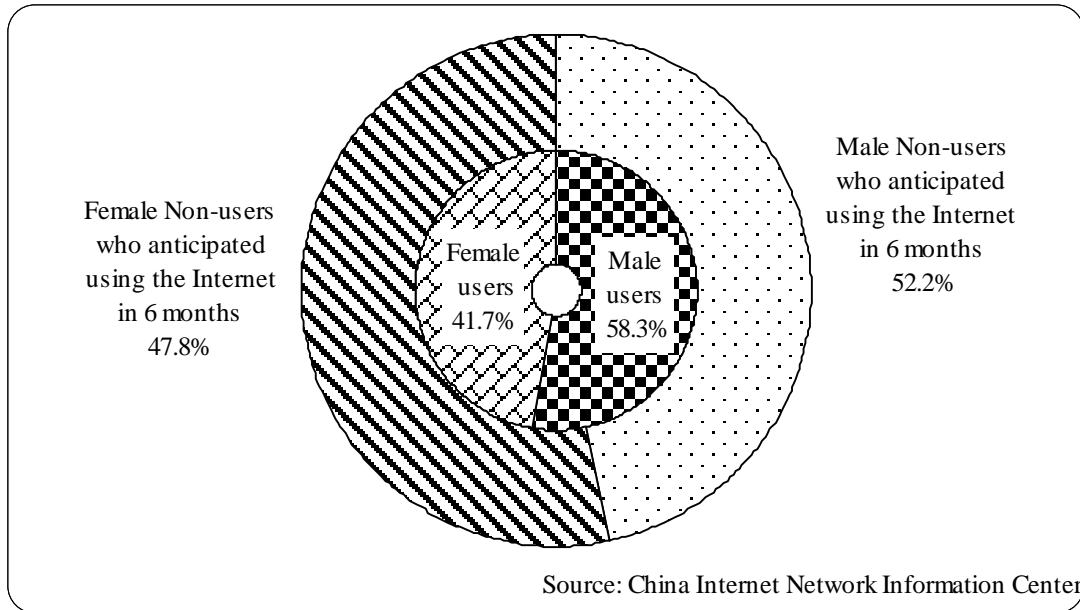 Female Non-users
who anticipated
using the Internet
in 6 months
47.8%
Female
users
41.7%
Male
users
58.3%
Male Non-users
who anticipated
using the Internet
in 6 months
52.2%
Source: China Internet Network Information Center